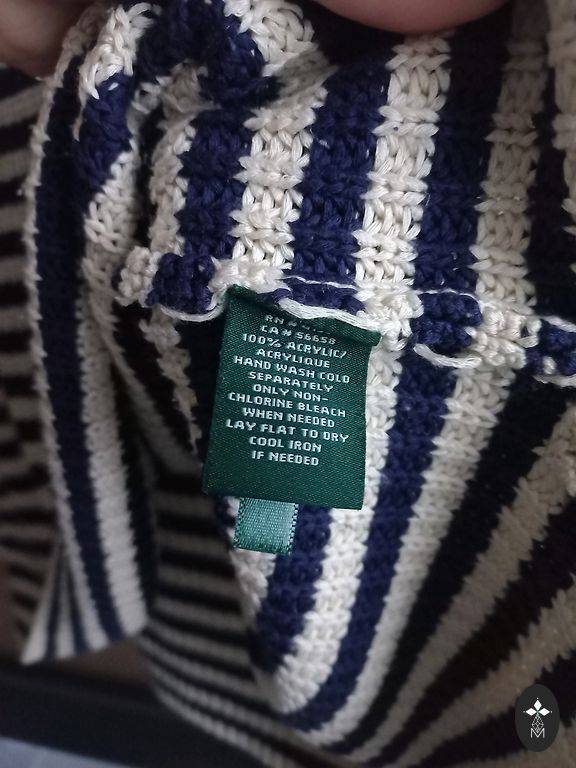 RN #
CA # 56658
100% ACRYLIC/
ACRYLIQUE
HAND WASH COLD
SEPARATELY
ONLY NON-
CHLORINE BLEACH
WHEN NEEDED
LAY FLAT TO DRY
COOL IRON
IF NEEDED
M